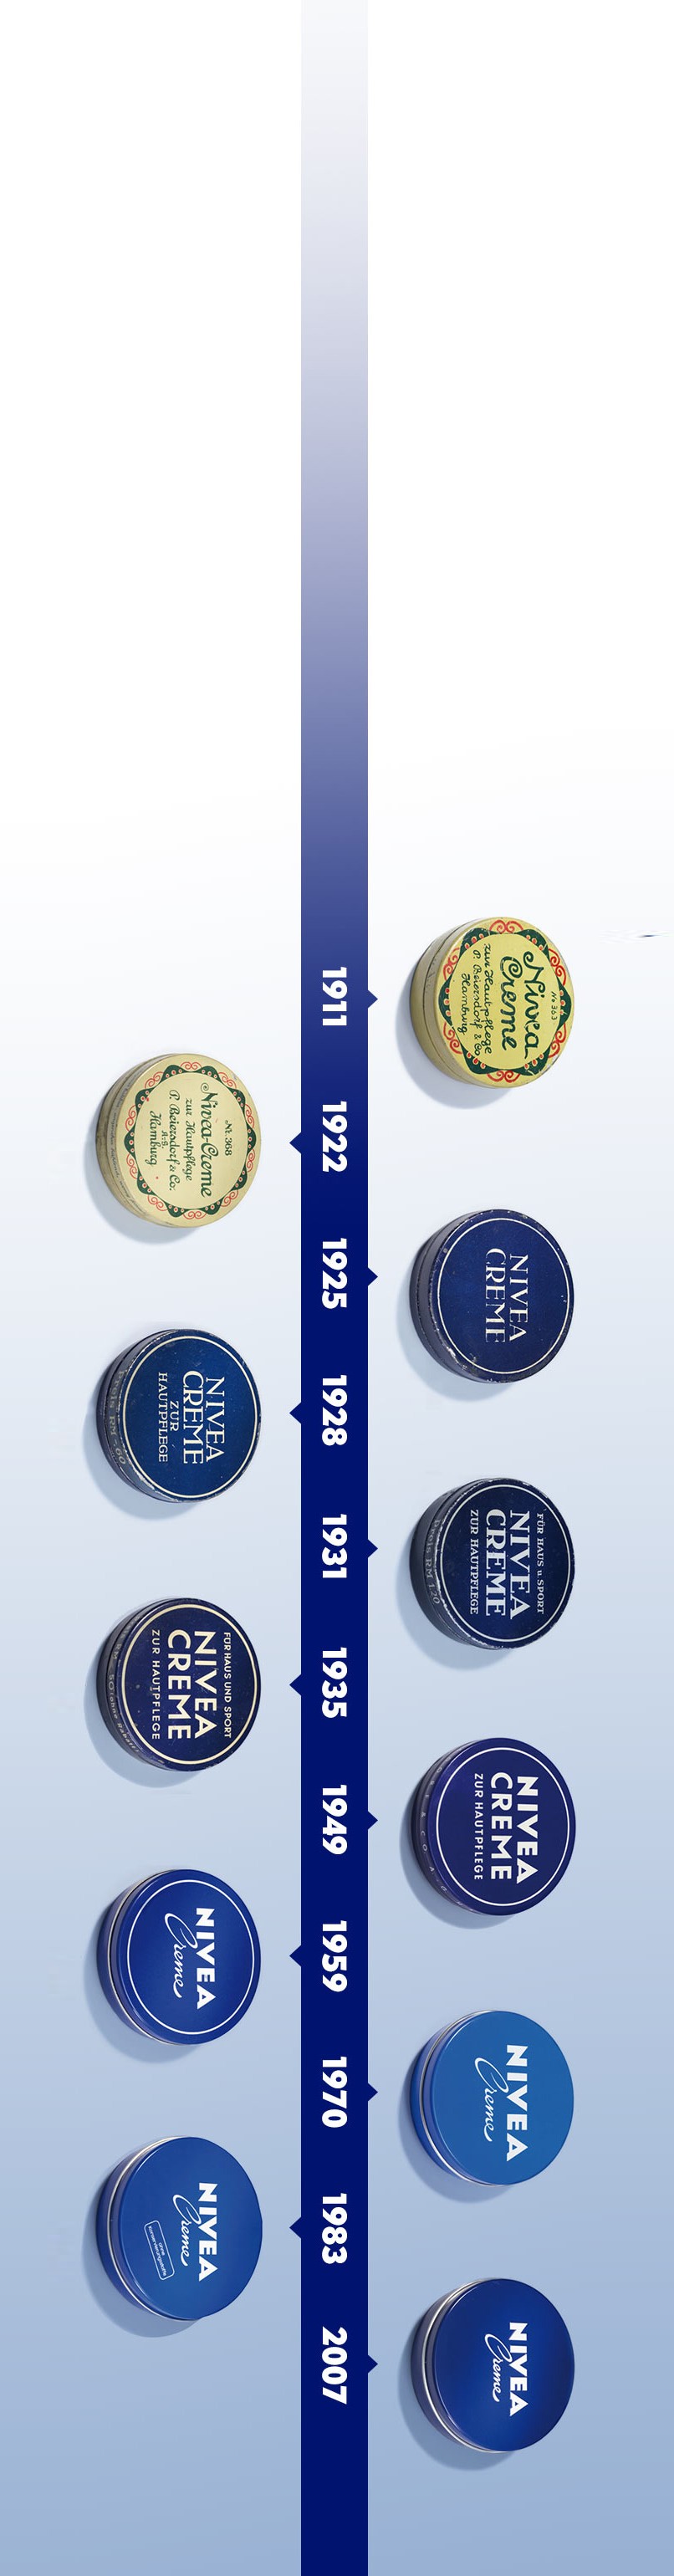 1911
Nº 363
Nivea
Creme
zur Hautpflege
P. Beiersdorf & Co
Hamburg
1922
Nº 368
Nivea-Creme
zur Hautpflege
P. Beiersdorf & Co.
A:G.
Hamburg
1925
NIVEA
CREME
1928
NIVEA
CREME
ZUR
HAUTPFLEGE
1931
FÜR HAUS u. SPORT
NIVEA
CREME
ZUR HAUTPFLEGE
1935
FÜR HAUS UND SPORT
NIVEA
CREME
ZUR HAUTPFLEGE
1949
NIVEA
CREME
ZUR HAUTPFLEGE
1959
NIVEA
Creme
1970
NIVEA
Creme
1983
NIVEA
Creme
ohne
Konservierungsstoffe
2007
NIVEA
Creme